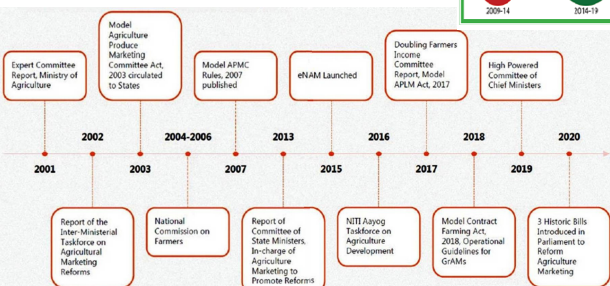 2009-14
2014-19
Expert Committee
Report, Ministry of
Agriculture
Model
Agriculture
Produce
Marketing
Committee Act,
2003 circulated
to States
Model APMC
Rules, 2007
published
eNAM Launched
Doubling Farmers
Income
Committee
Report, Model
APLM Act, 2017
High Powered
Committee of
Chief Ministers
2002
2004-2006
2013
2016
2018
2020
2001
2003
2007
2015
2017
2019
Report of the
Inter-Ministerial
Taskforce on
Agricultural
Marketing
Reforms
National
Commission on
Farmers
Report of
Committee of
State Ministers,
In-charge of
Agriculture
Marketing to
Promote Reforms
NITI Aayog
Taskforce on
Agriculture
Development
Model Contract
Farming Act,
2018, Operational
Guidelines for
GrAMs
3 Historic Bills
Introduced in
Parliament to
Reform
Agriculture
Marketing